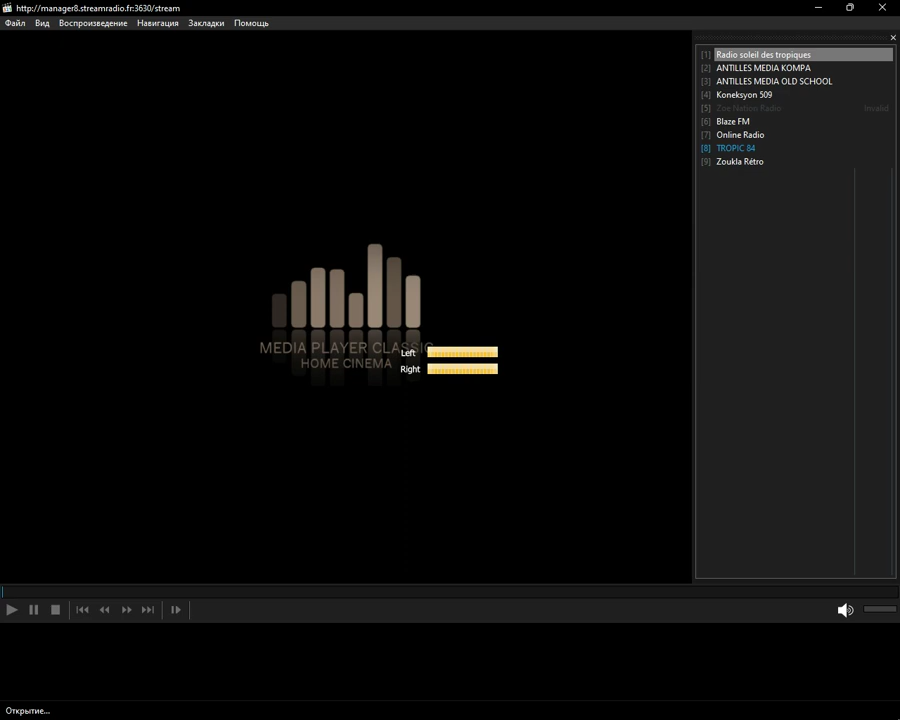 http://manager8.streamradio.fr:3630/stream
Файл Вид Воспроизведение Навигация Закладки Помощь
[1] Radio soleil des tropiques
[2] ANTILLES MEDIA KOMPA
[3] ANTILLES MEDIA OLD SCHOOL
[4] Koneksyon 509
[5] Zoe Nation Radio Invalid
[6] Blaze FM
[7] Online Radio
[8] TROPIC 84
[9] Zoukla Rétro
MEDIA PLAYER CLASSIC
HOME CINEMA
Left
Right
Открытие...